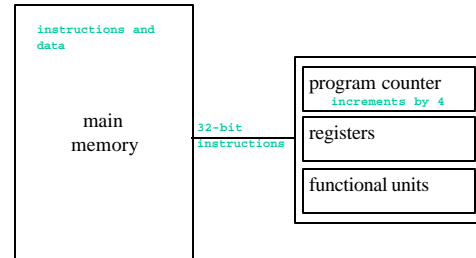 instructions and
data
main
memory
32-bit
instructions
program counter
increments by 4
registers
functional units